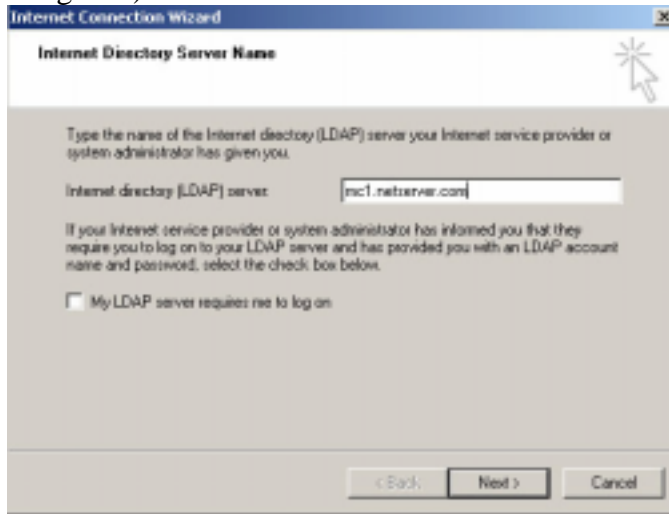 Internet Connection Wizard
Internet Directory Server Name
Type the name of the Internet directory (LDAP) server your Internet service provider or
system administrator has given you.
Internet directory (LDAP) server: mc1.netserver.com
If your Internet service provider or system administrator has informed you that they
require you to log on to your LDAP server and has provided you with an LDAP account
name and password, select the check box below.
My LDAP server requires me to log on
< Back Next > Cancel